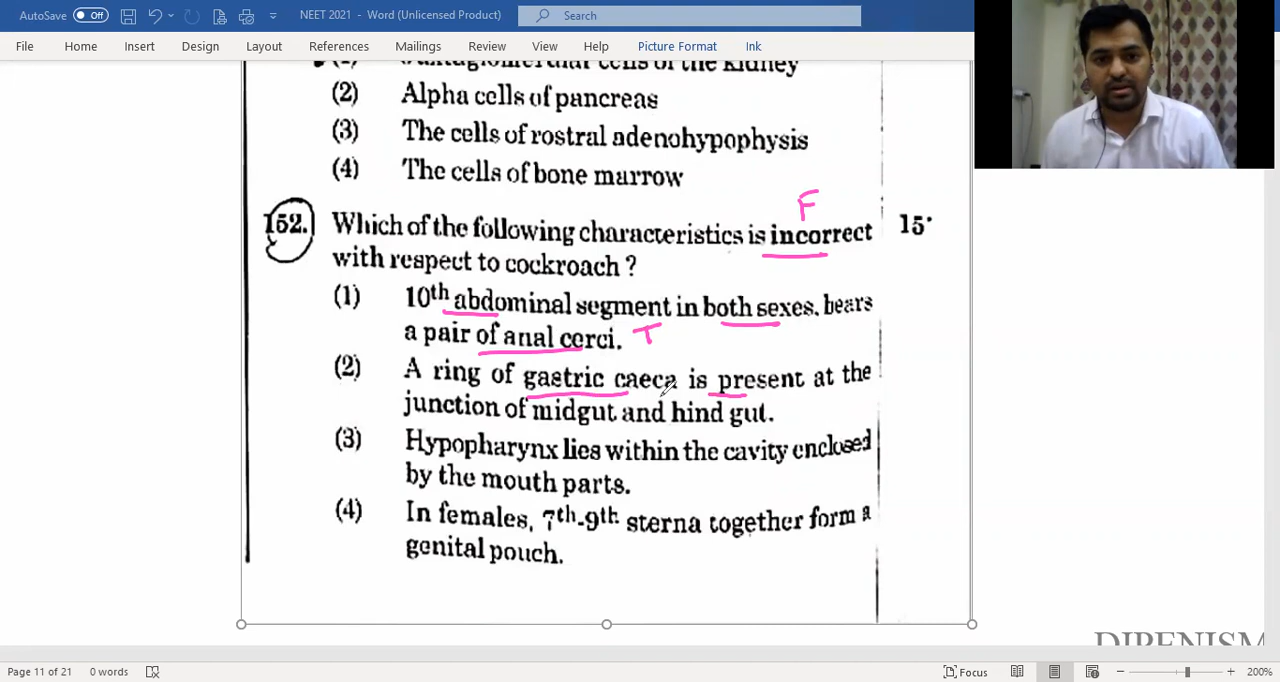 AutoSave Off NEET 2021 - Word (Unlicensed Product) Search
File Home Insert Design Layout References Mailings Review View Help Picture Format Ink
cells of the kidney
(2) Alpha cells of pancreas
(3) The cells of rostral adenohypophysis
(4) The cells of bone marrow
F
152. Which of the following characteristics is incorrect 15
with respect to cockroach ?
(1) 10th abdominal segment in both sexes, bears
a pair of anal cerci. T
(2) A ring of gastric caeca is present at the
junction of midgut and hind gut.
(3) Hypopharynx lies within the cavity enclosed
by the mouth parts.
(4) In females, 7th-9th sterna together form a
genital pouch.
DIPENISM
Page 11 of 21 0 words Focus 200%